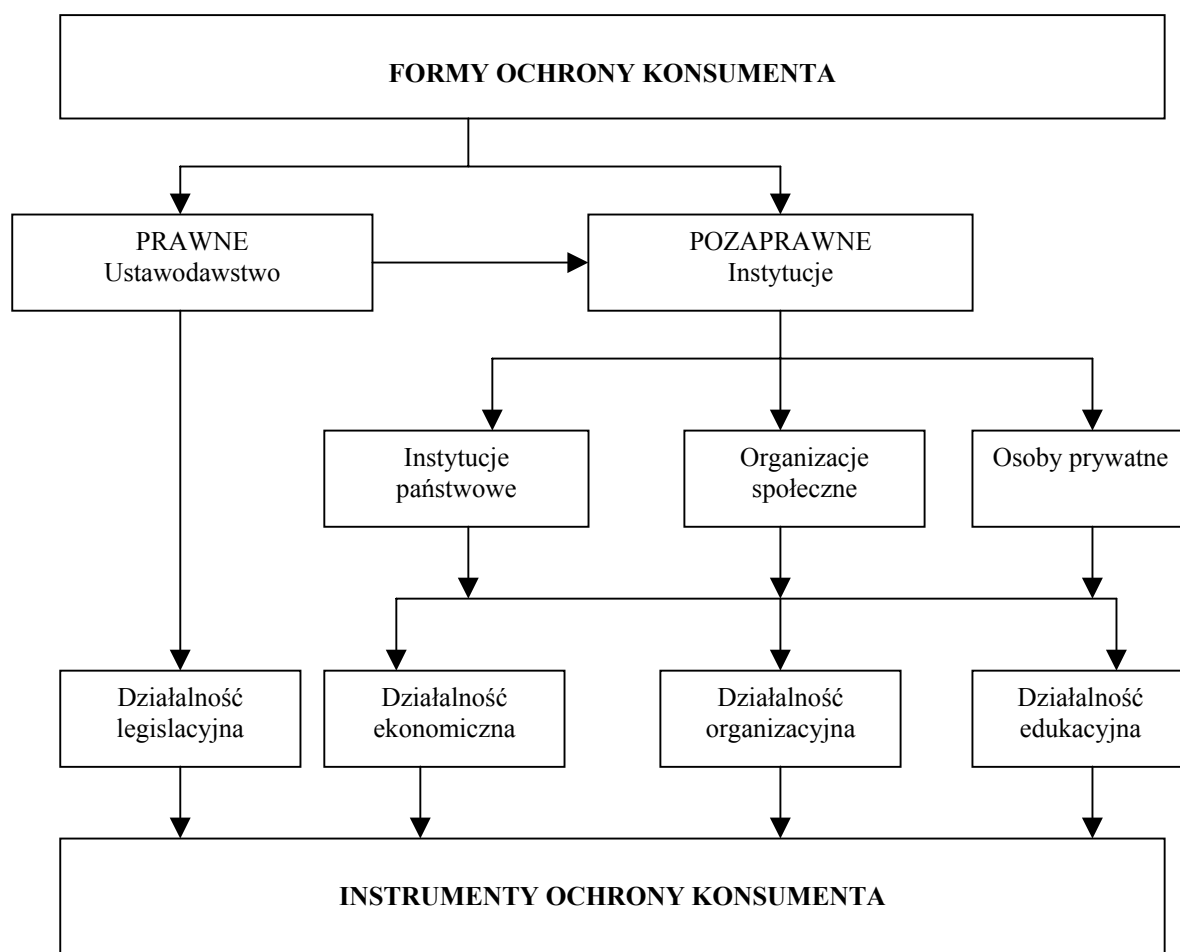 FORMY OCHRONY KONSUMENTA
PRAWNE
Ustawodawstwo
POZAPRAWNE
Instytucje
Instytucje
państwowe
Organizacje
społeczne
Osoby prywatne
Działalność
legislacyjna
Działalność
ekonomiczna
Działalność
organizacyjna
Działalność
edukacyjna
INSTRUMENTY OCHRONY KONSUMENTA